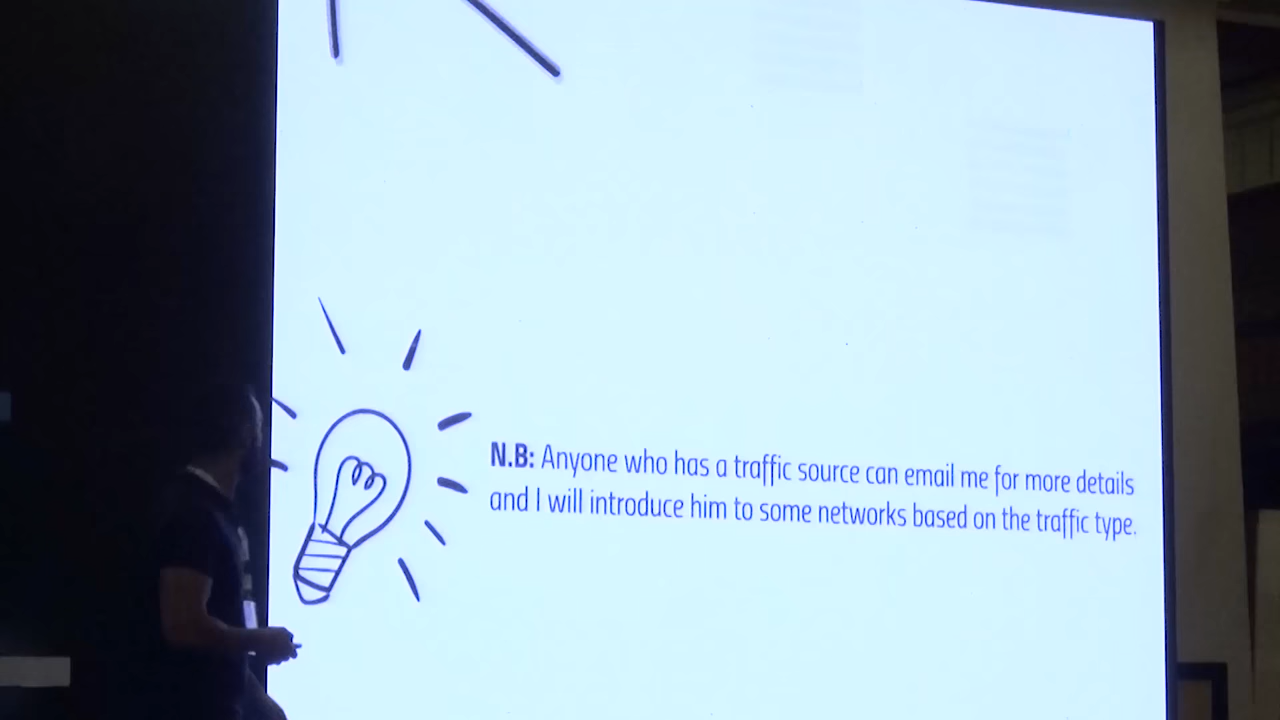 N.B: Anyone who has a traffic source can email me for more details
and I will introduce him to some networks based on the traffic type.